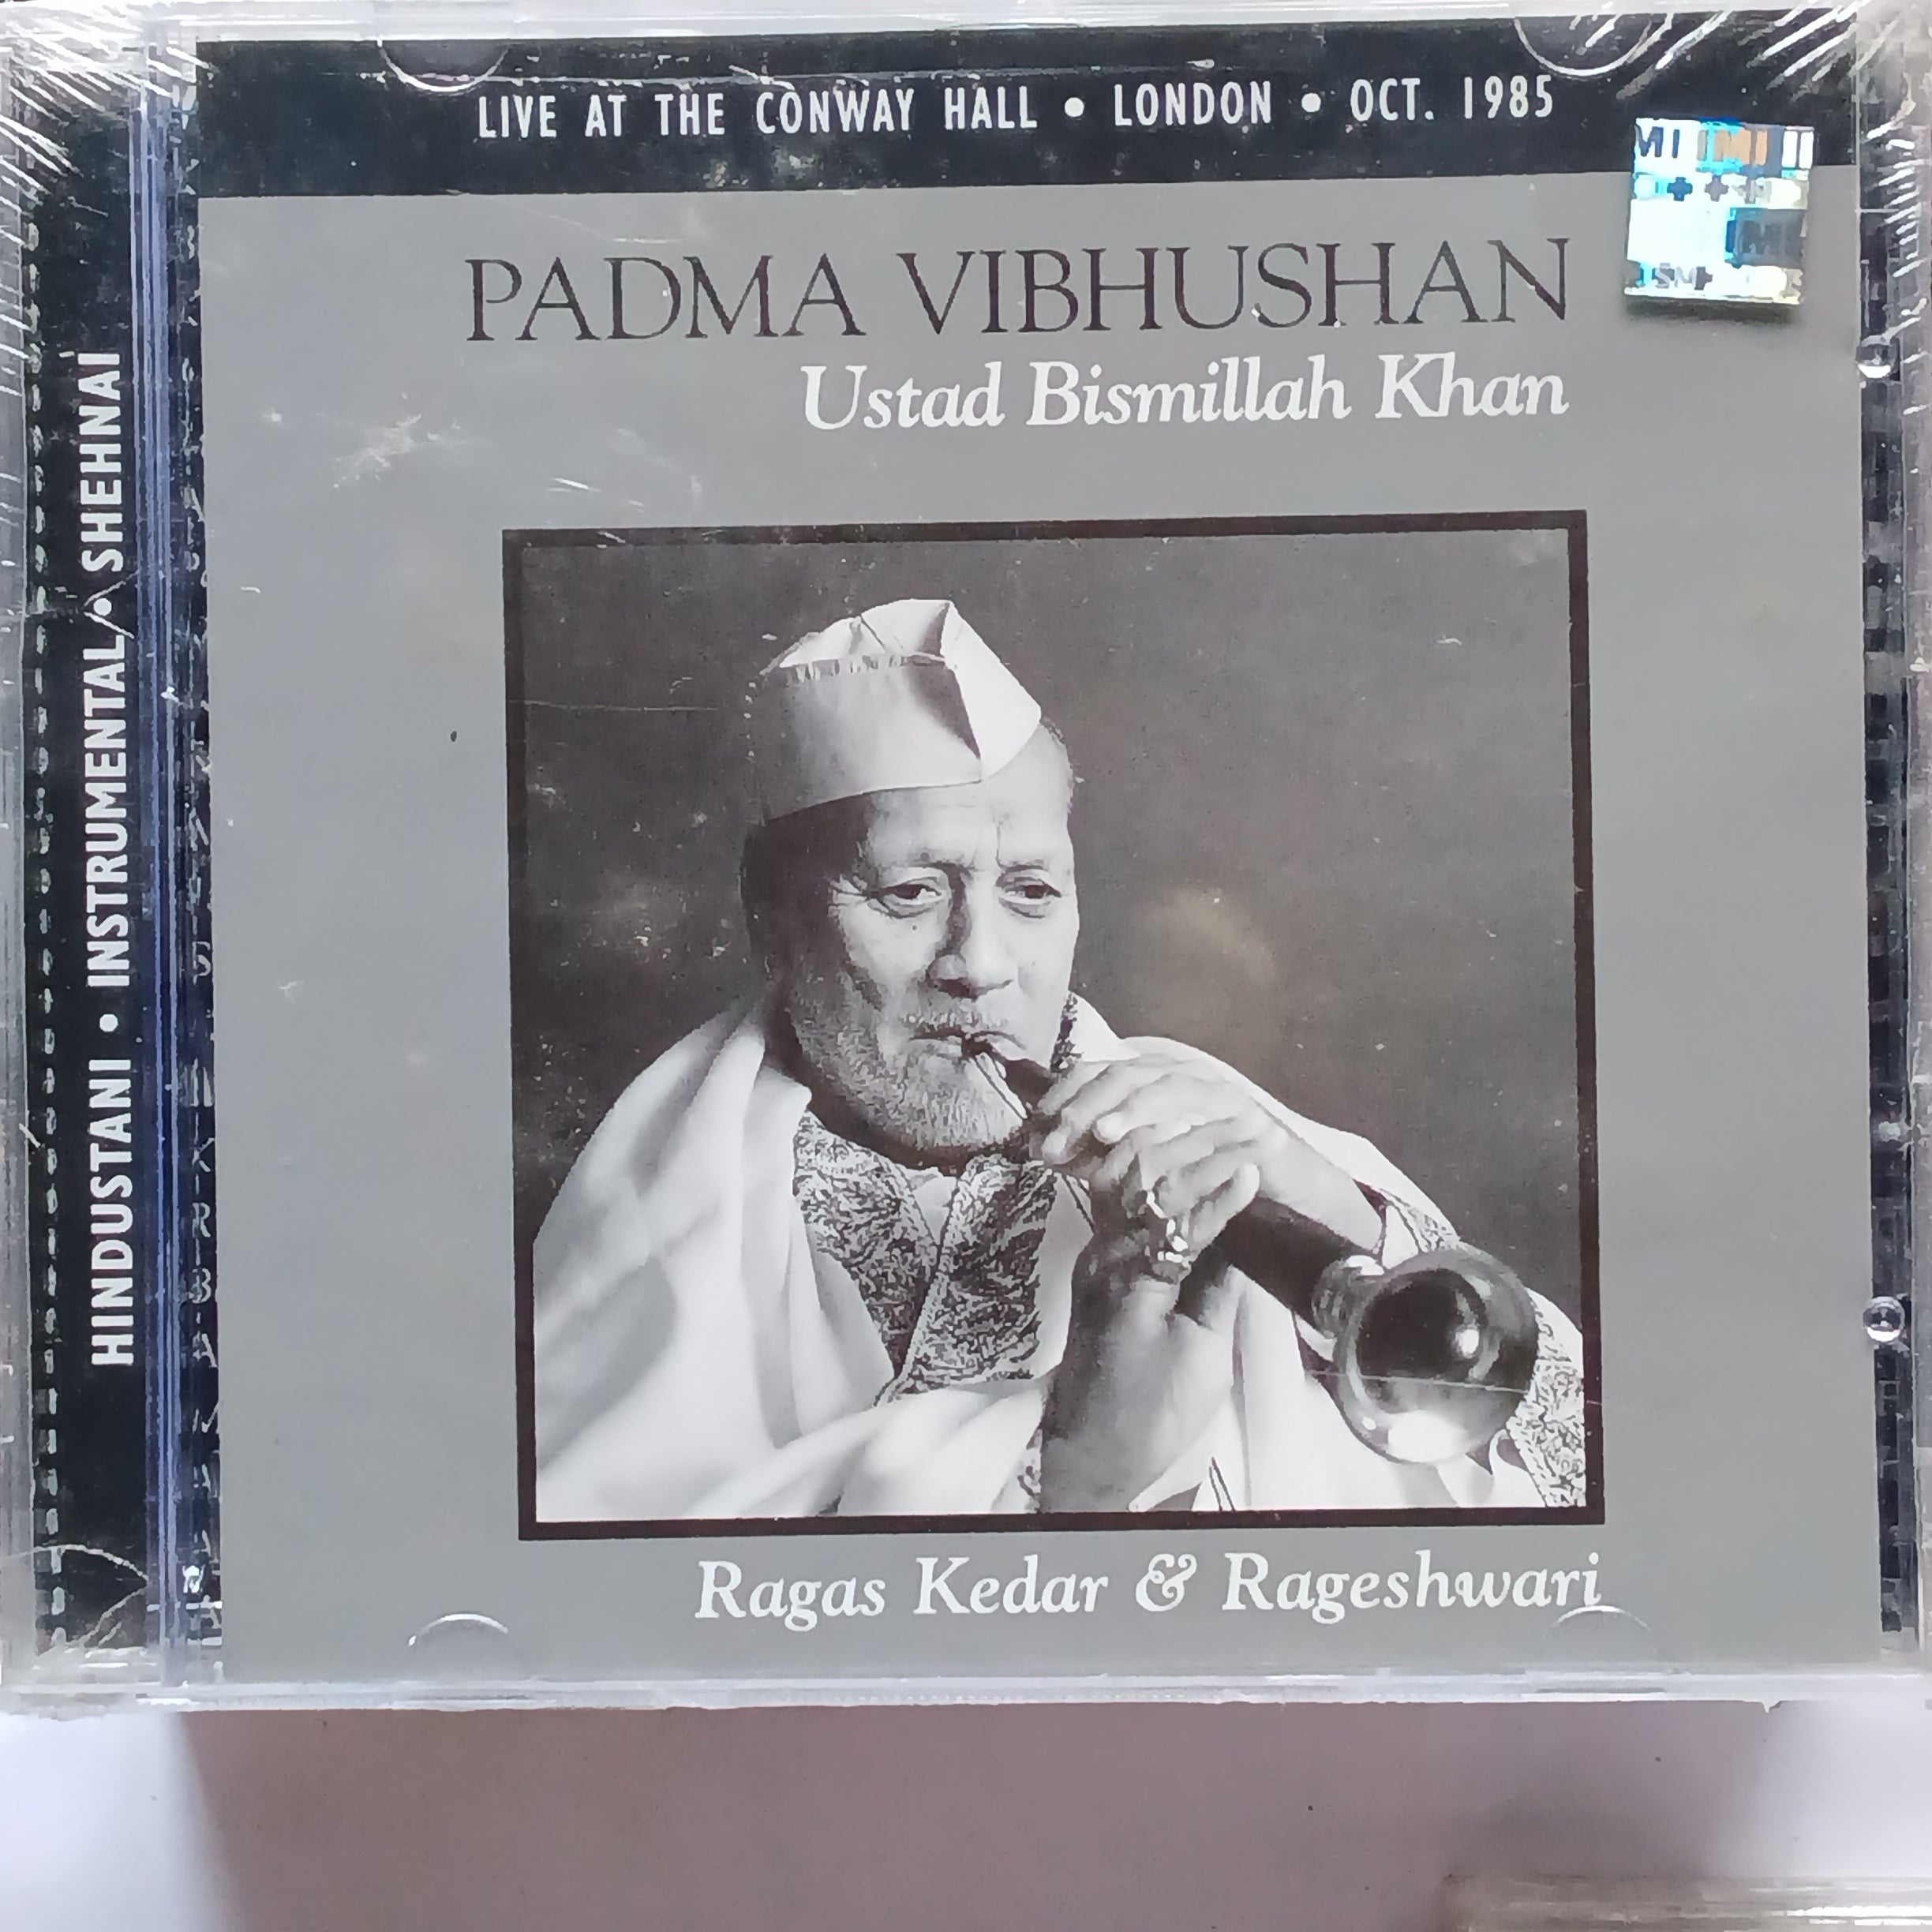 LIVE AT THE CONWAY HALL • LONDON • OCT. 1985
PADMA VIBHUSHAN
Ustad Bismillah Khan
HINDUSTANI • INSTRUMENTAL • SHEHNAI
Ragas Kedar & Rageshwari